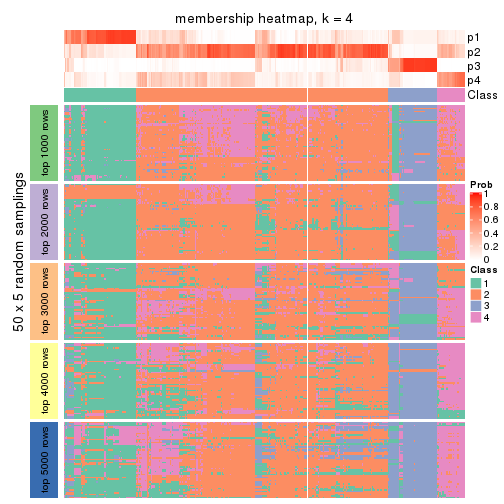 membership heatmap, k = 4
p1
p2
p3
p4
Class
50 x 5 random samplings
top 1000 rows
top 2000 rows
top 3000 rows
top 4000 rows
top 5000 rows
Prob
1
0.8
0.6
0.4
0.2
0
Class
1
2
3
4